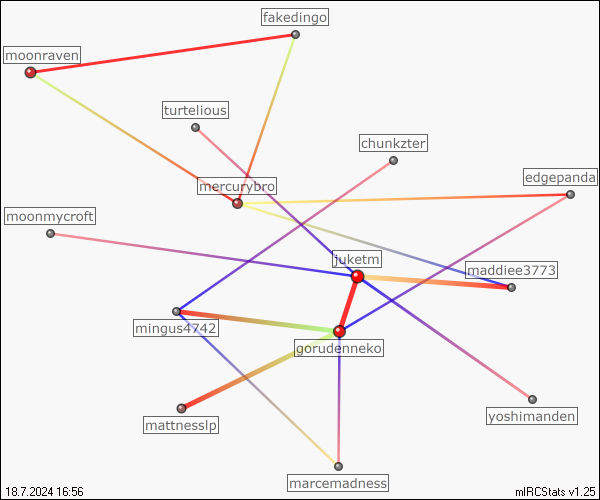 fakedingo
moonraven
turtelious
chunkzter
edgepanda
mercurybro
moonmycroft
juketm
maddiee3773
mingus4742
gorudenneko
yoshimanden
mattnesslp
marcemadness
18.7.2024 16:56
mIRCStats v1.25